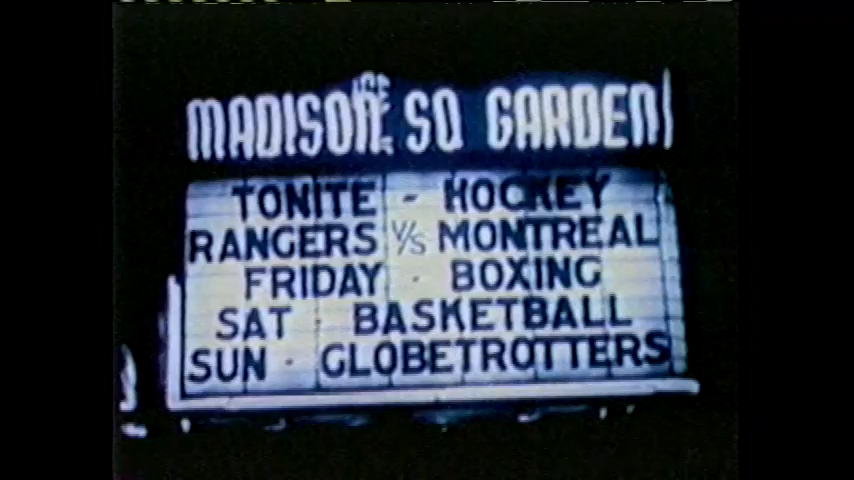 MADISON SQ GARDEN
TONITE - HOCKEY
RANGERS V/S MONTREAL
FRIDAY - BOXING
SAT - BASKETBALL
SUN - GLOBETROTTERS